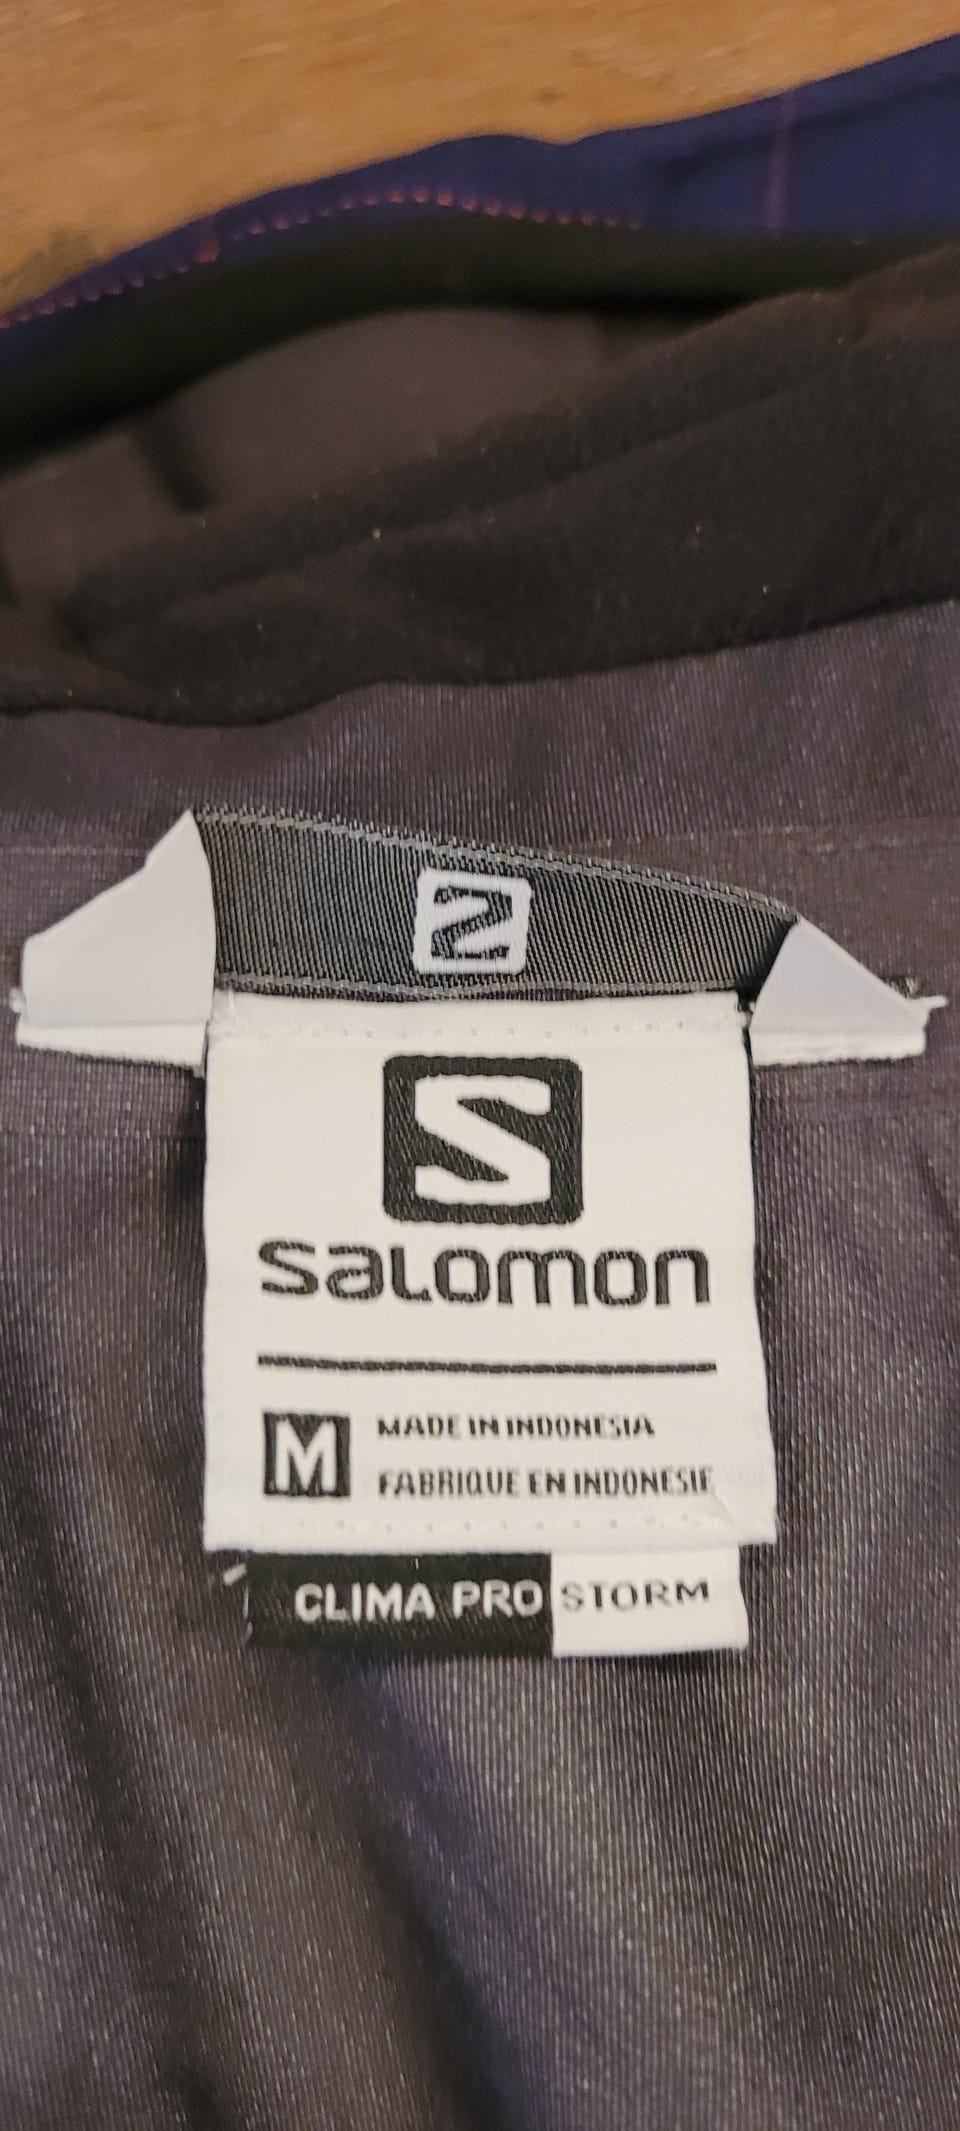 S
S
SALOMON
M
MADE IN INDONESIA
FABRIQUE EN INDONESIE
CLIMA PRO STORM